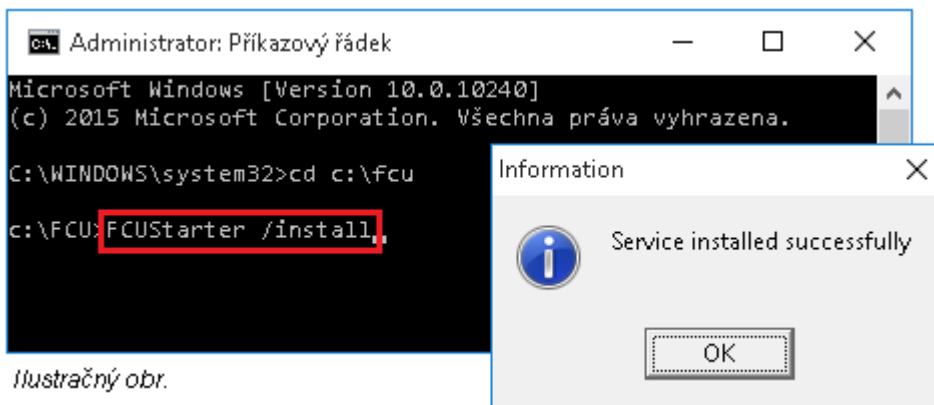 Administrator: Příkazový řádek
Microsoft Windows [Version 10.0.10240]
(c) 2015 Microsoft Corporation. Všechna práva vyhrazena.
C:\WINDOWS\system32>cd c:\fcu
c:\FCU>FCUStarter /install
Information
Service installed successfully
OK
Ilustračný obr.